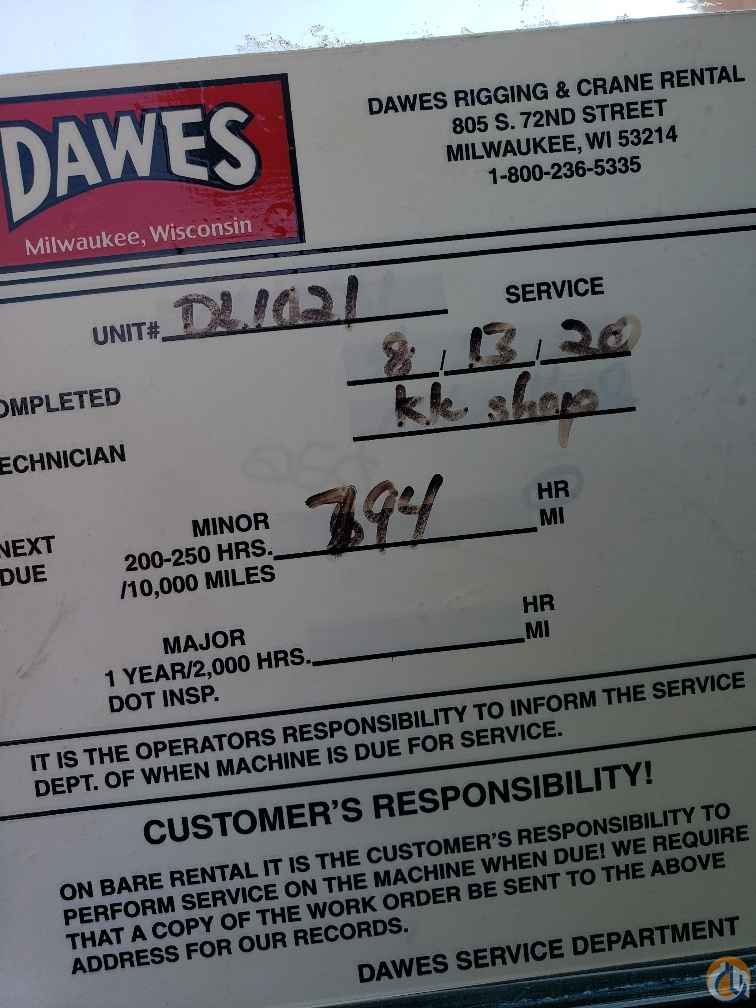 DAWES
Milwaukee, Wisconsin
DAWES RIGGING & CRANE RENTAL
805 S. 72ND STREET
MILWAUKEE, WI 53214
1-800-236-5335
UNIT#
SERVICE
8 / 13 / 20
OMPLETED
kk shop
ECHNICIAN
NEXT
DUE
MINOR
200-250 HRS.
/10,000 MILES
HR
MI
MAJOR
1 YEAR/2,000 HRS.
DOT INSP.
HR
MI
IT IS THE OPERATORS RESPONSIBILITY TO INFORM THE SERVICE
DEPT. OF WHEN MACHINE IS DUE FOR SERVICE.
CUSTOMER'S RESPONSIBILITY!
ON BARE RENTAL IT IS THE CUSTOMER'S RESPONSIBILITY TO
PERFORM SERVICE ON THE MACHINE WHEN DUE! WE REQUIRE
THAT A COPY OF THE WORK ORDER BE SENT TO THE ABOVE
ADDRESS FOR OUR RECORDS.
DAWES SERVICE DEPARTMENT